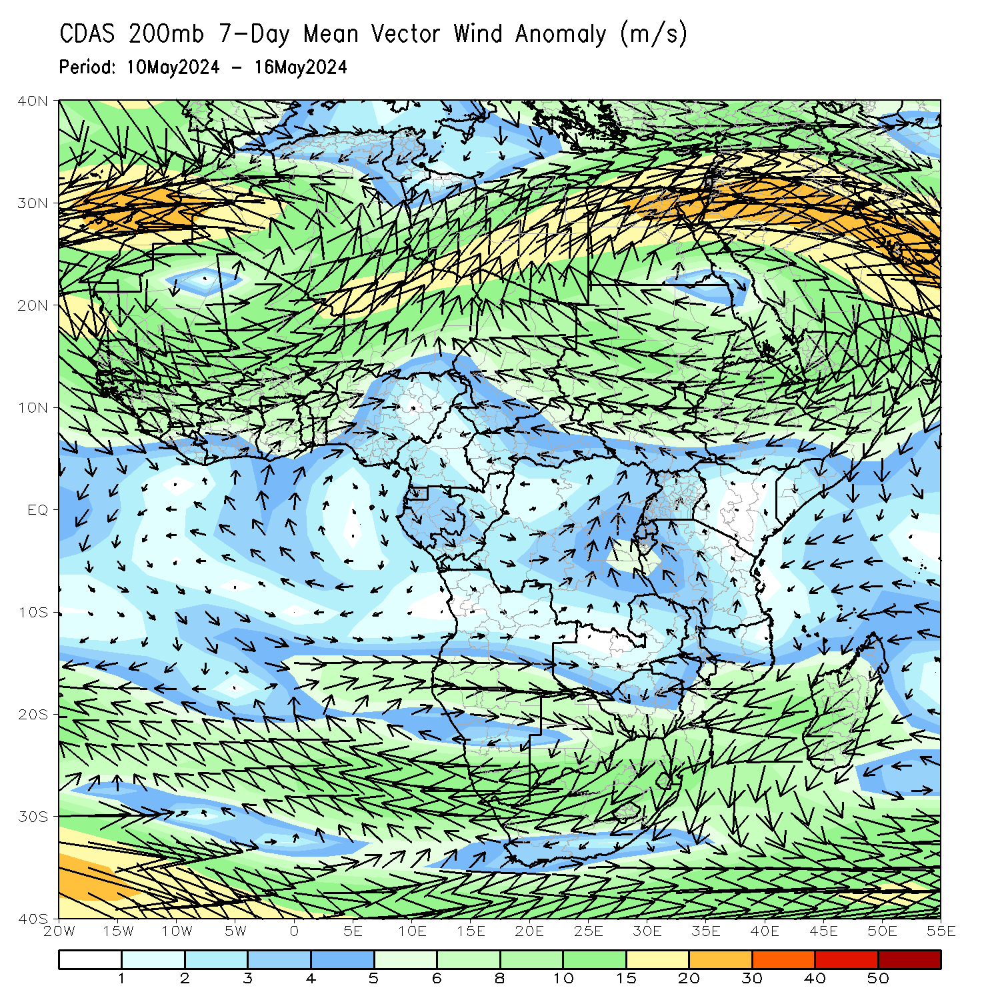 CDAS 200mb 7-Day Mean Vector Wind Anomaly (m/s)
Period: 10May2024 - 16May2024
40N
30N
20N
10N
EQ
10S
20S
30S
40S
20W 15W 10W 5W 0 5E 10E 15E 20E 25E 30E 35E 40E 45E 50E 55E
1 2 3 4 5 6 8 10 15 20 30 40 50